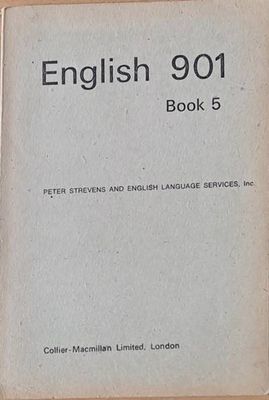 English 901
Book 5
PETER STREVENS AND ENGLISH LANGUAGE SERVICES, Inc.
Collier-Macmillan Limited, London